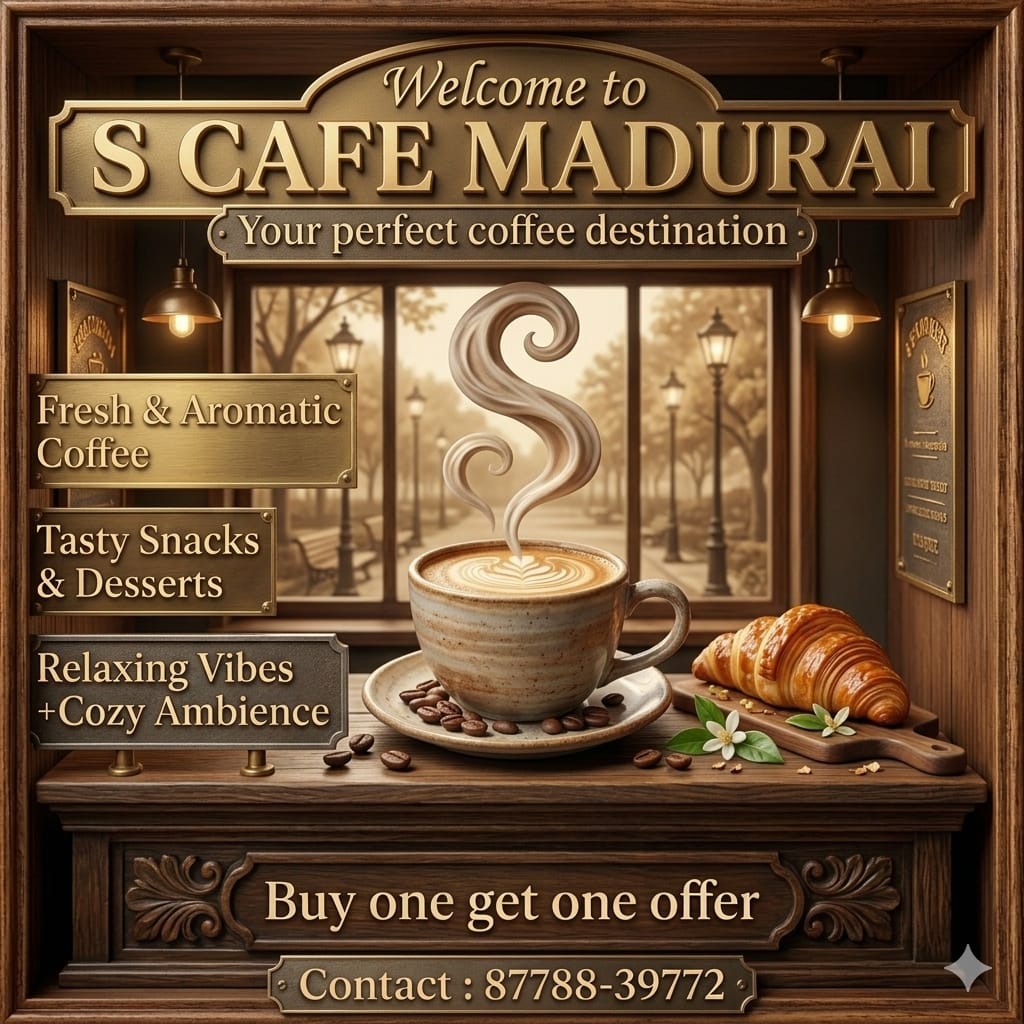 Welcome to
S CAFE MADURAI
Your perfect coffee destination
Fresh & Aromatic
Coffee
Tasty Snacks
& Desserts
Relaxing Vibes
+Cozy Ambience
Buy one get one offer
Contact : 87788-39772